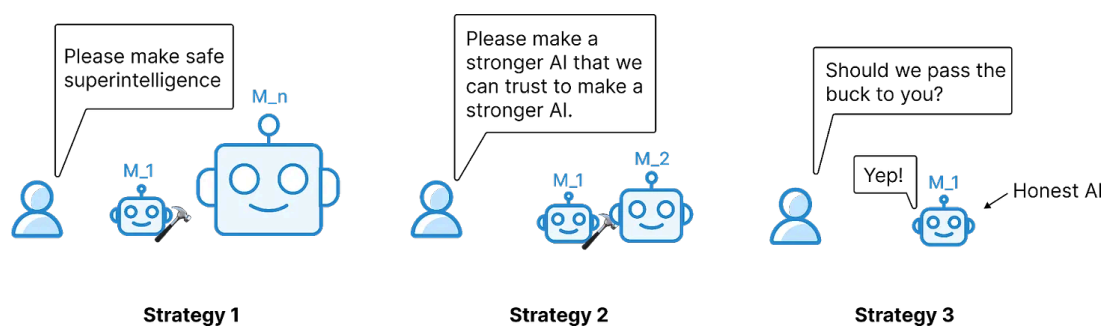 Please make safe
superintelligence
M_n
M_1
Strategy 1
Please make a
stronger AI that we
can trust to make a
stronger AI.
M_2
M_1
Strategy 2
Should we pass the
buck to you?
Yep!
M_1
Honest AI
Strategy 3